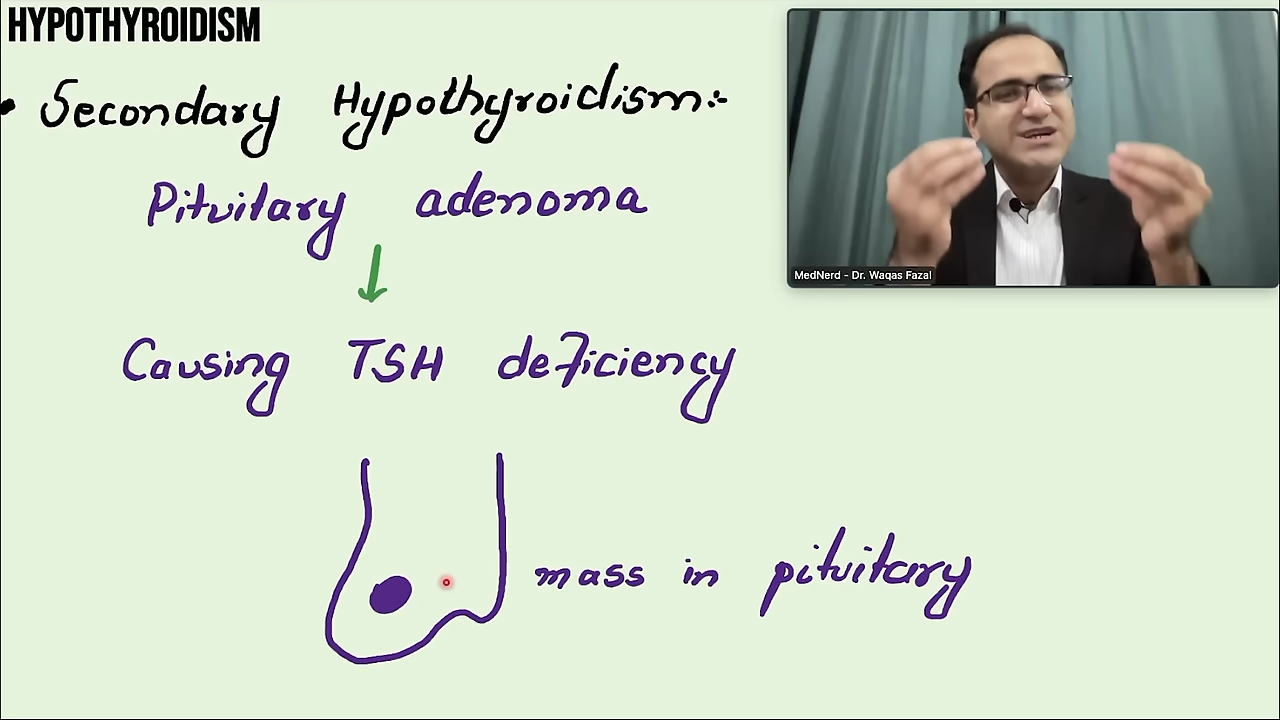 HYPOTHYROIDISM
• Secondary Hypothyroidism:-
Pituitary adenoma
↓
Causing TSH deficiency
mass in pituitary
MedNerd - Dr. Waqas Fazal